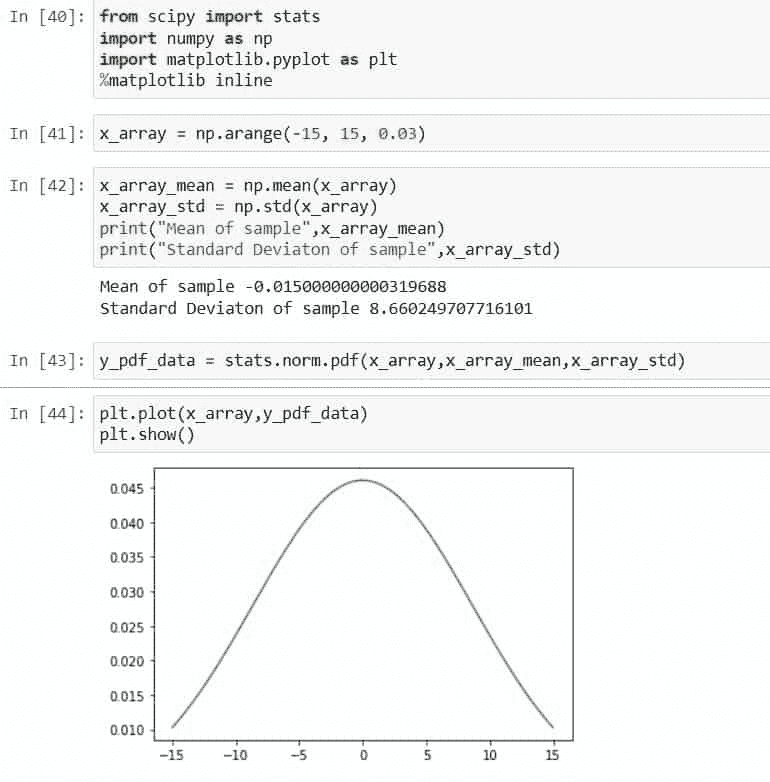 In [40]: from scipy import stats
import numpy as np
import matplotlib.pyplot as plt
%matplotlib inline
In [41]: x_array = np.arange(-15, 15, 0.03)
In [42]: x_array_mean = np.mean(x_array)
x_array_std = np.std(x_array)
print("Mean of sample",x_array_mean)
print("Standard Deviaton of sample",x_array_std)
Mean of sample -0.015000000000319688
Standard Deviaton of sample 8.660249707716101
In [43]: y_pdf_data = stats.norm.pdf(x_array,x_array_mean,x_array_std)
In [44]: plt.plot(x_array,y_pdf_data)
plt.show()
0.045
0.040
0.035
0.030
0.025
0.020
0.015
0.010
−15 −10 −5 0 5 10 15